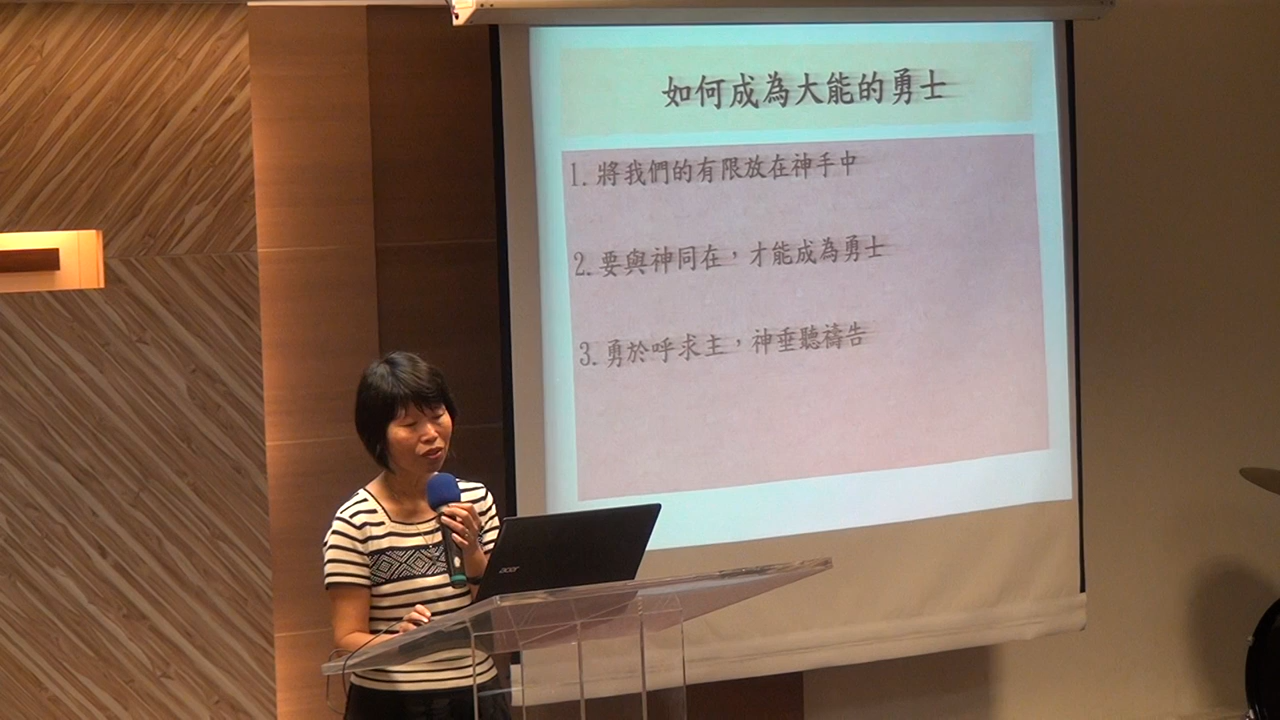 如何成為大能的勇士
1.將我們的有限放在神手中
2.要與神同在，才能成為勇士
3.勇於呼求主，神垂聽禱告
acer